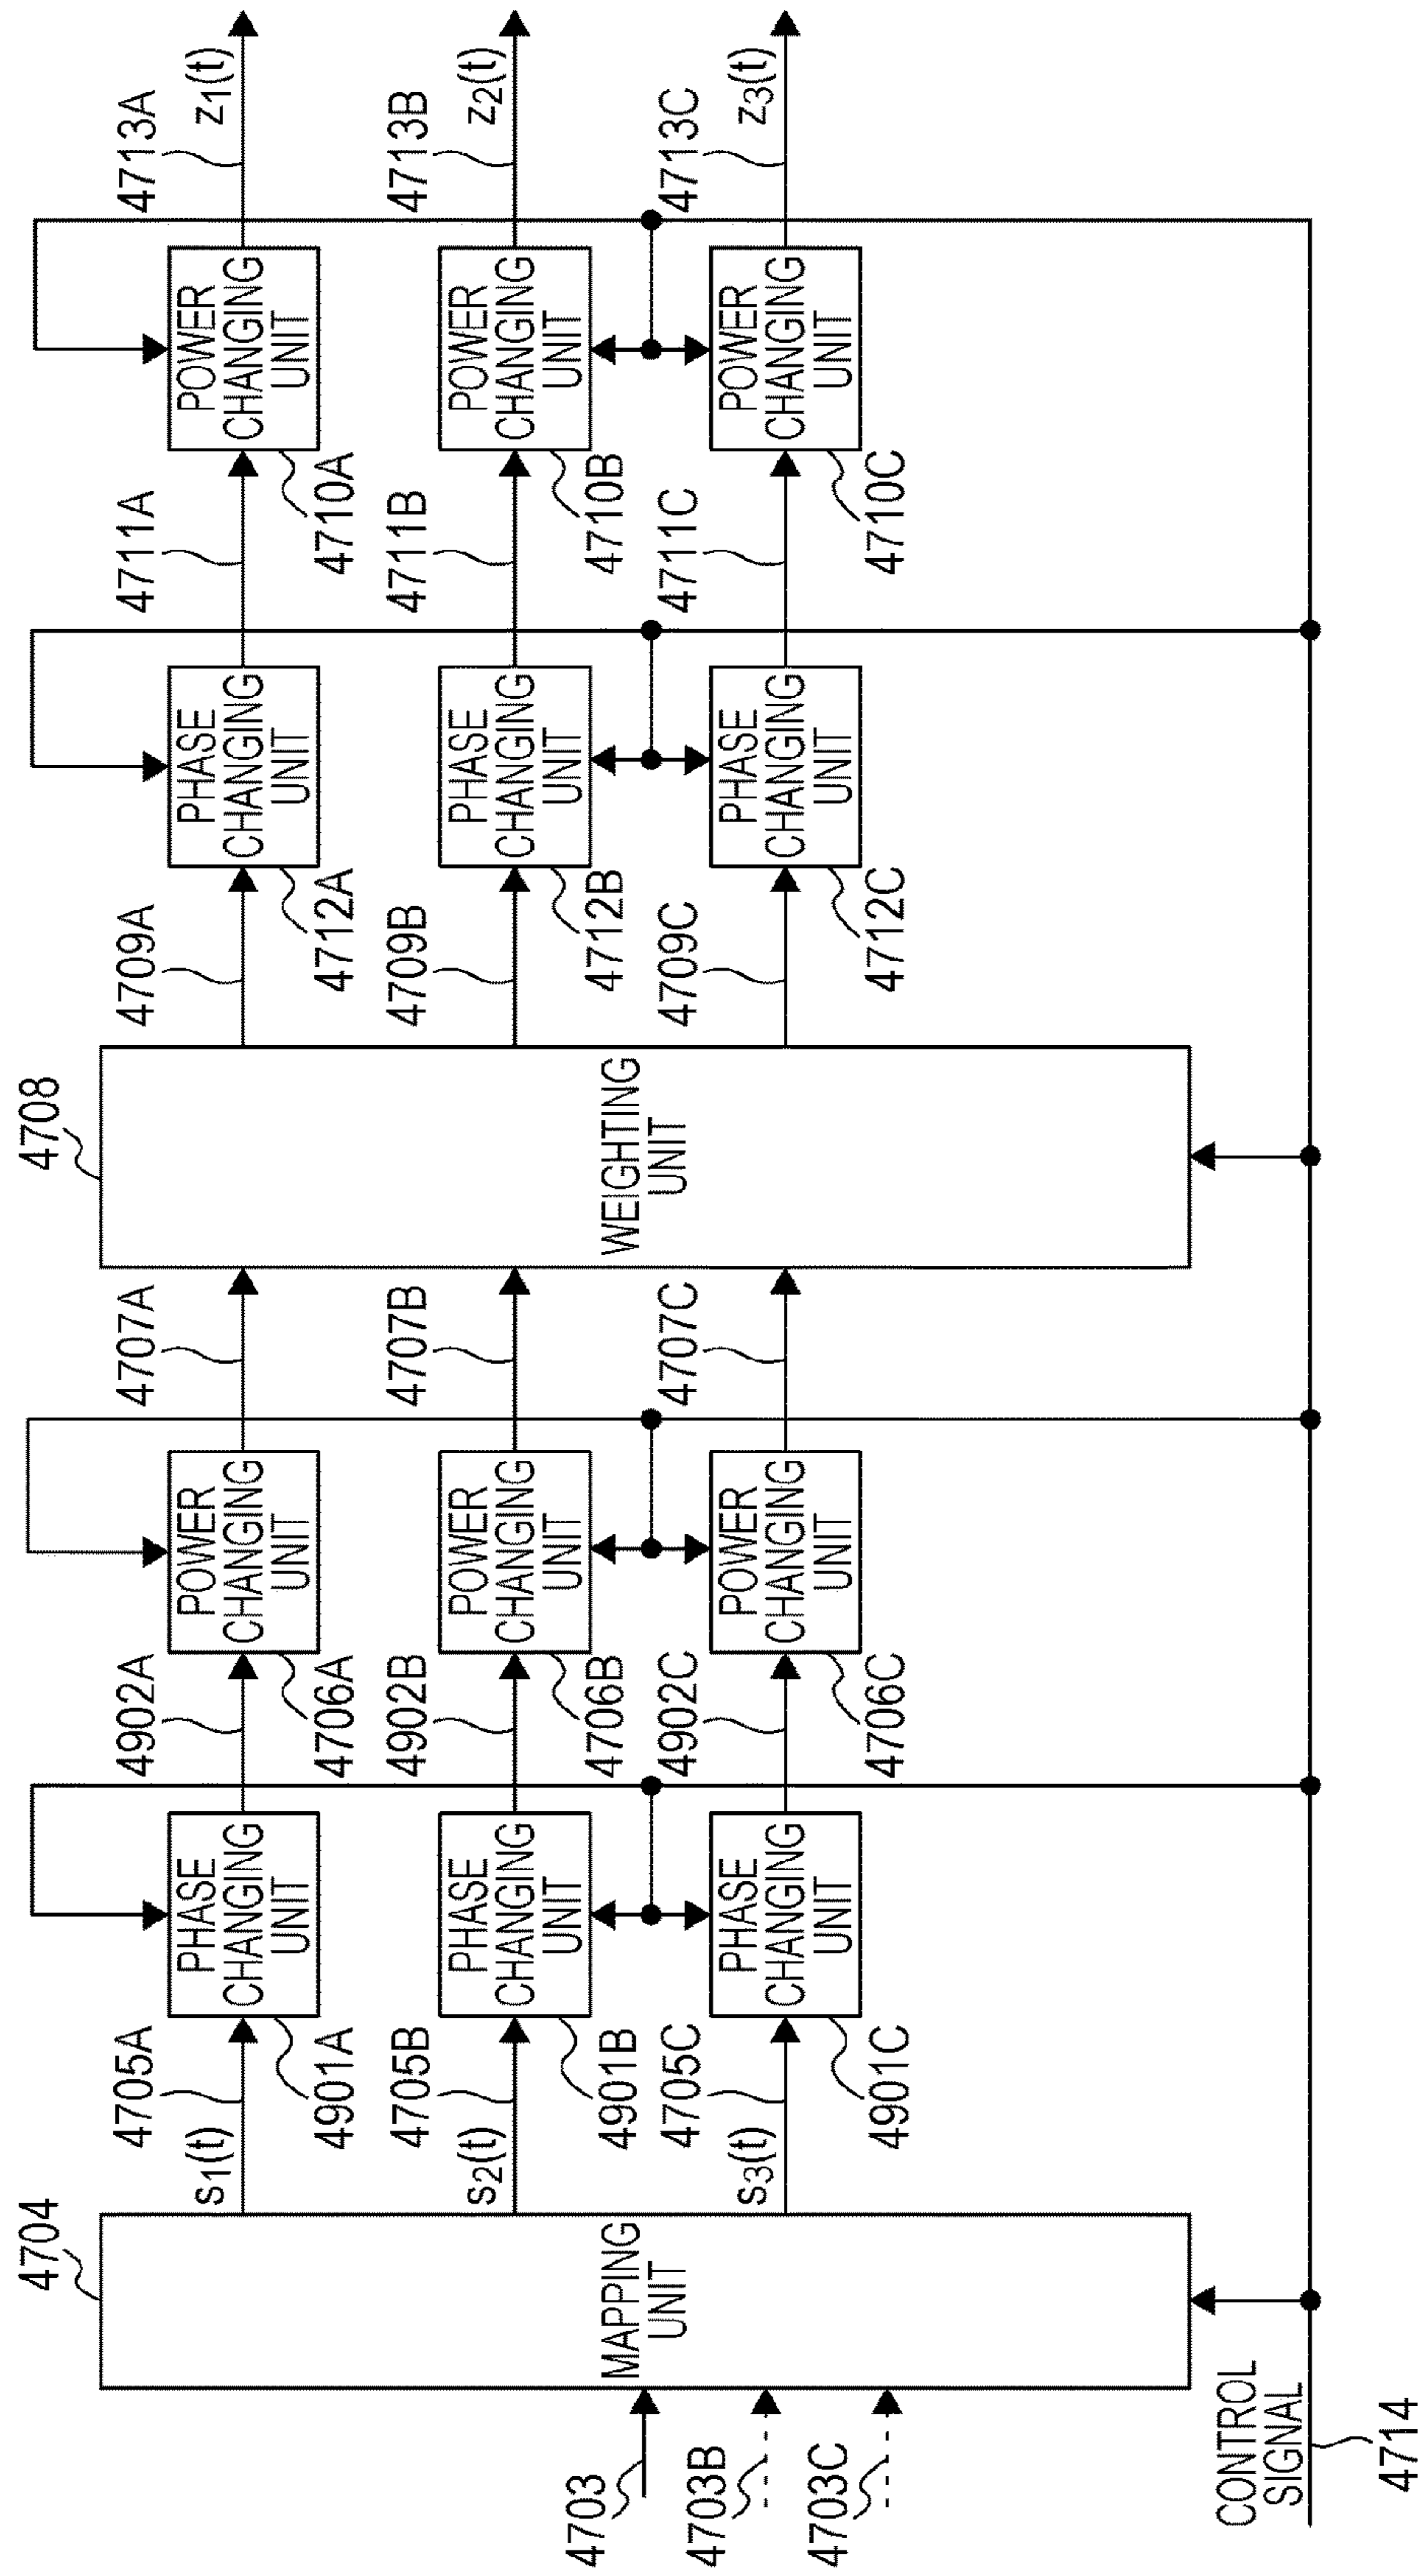 4704
MAPPING
UNIT
4703
4703B
4703C
CONTROL
SIGNAL
4714
s1(t)
4705A
s2(t)
4705B
s3(t)
4705C
PHASE
CHANGING
UNIT
4901A
PHASE
CHANGING
UNIT
4901B
PHASE
CHANGING
UNIT
4901C
4902A
4902B
4902C
POWER
CHANGING
UNIT
4706A
POWER
CHANGING
UNIT
4706B
POWER
CHANGING
UNIT
4706C
4707A
4707B
4707C
4708
WEIGHTING
UNIT
4709A
4709B
4709C
PHASE
CHANGING
UNIT
4712A
PHASE
CHANGING
UNIT
4712B
PHASE
CHANGING
UNIT
4712C
4711A
4711B
4711C
POWER
CHANGING
UNIT
4710A
POWER
CHANGING
UNIT
4710B
POWER
CHANGING
UNIT
4710C
4713A
z1(t)
4713B
z2(t)
4713C
z3(t)